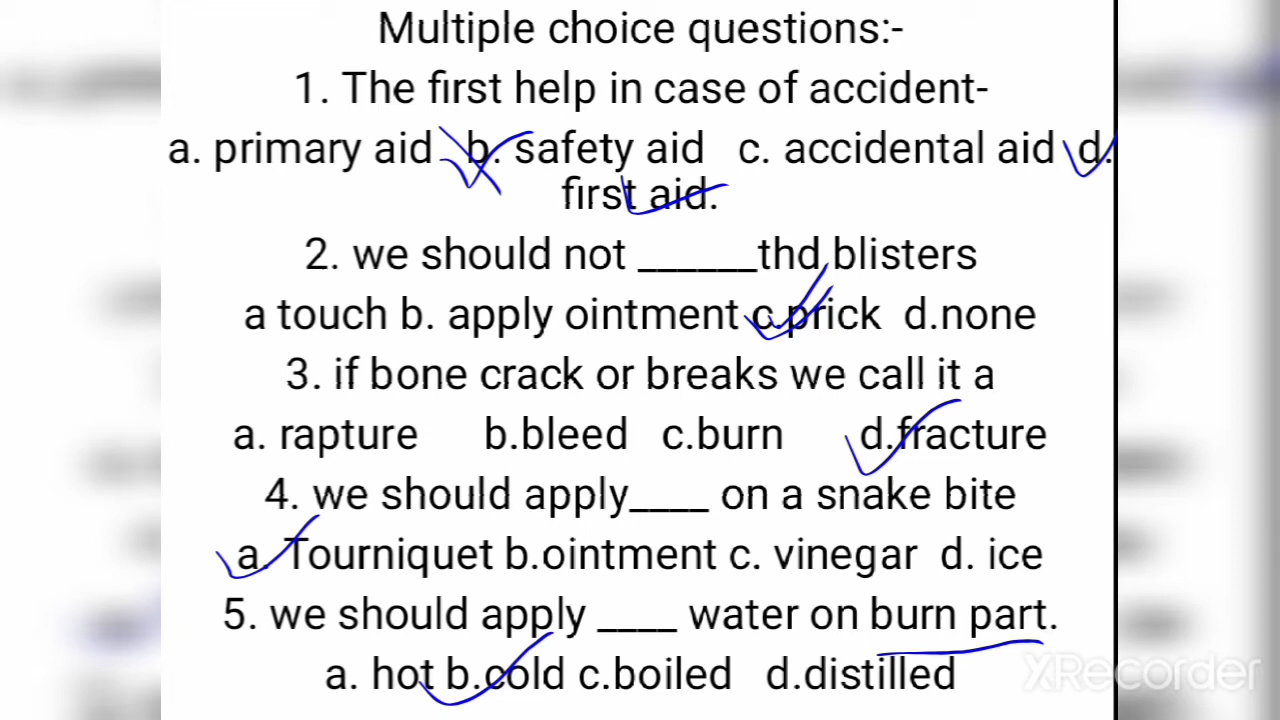 Multiple choice questions:-
1. The first help in case of accident-
a. primary aid b. safety aid c. accidental aid d.
first aid.
2. we should not ______thd blisters
a touch b. apply ointment c.prick d.none
3. if bone crack or breaks we call it a
a. rapture b.bleed c.burn d.fracture
4. we should apply____ on a snake bite
a. Tourniquet b.ointment c. vinegar d. ice
5. we should apply ____ water on burn part.
a. hot b.cold c.boiled d.distilled
XRecorder